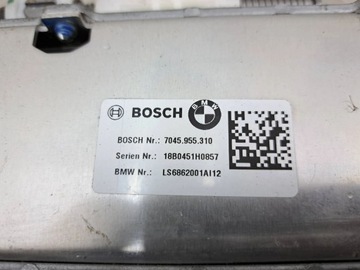 BOSCH BMW
BOSCH Nr.: 7045.955.310
Serien Nr.: 18B0451H0857
BMW Nr.: LS6862001AI12